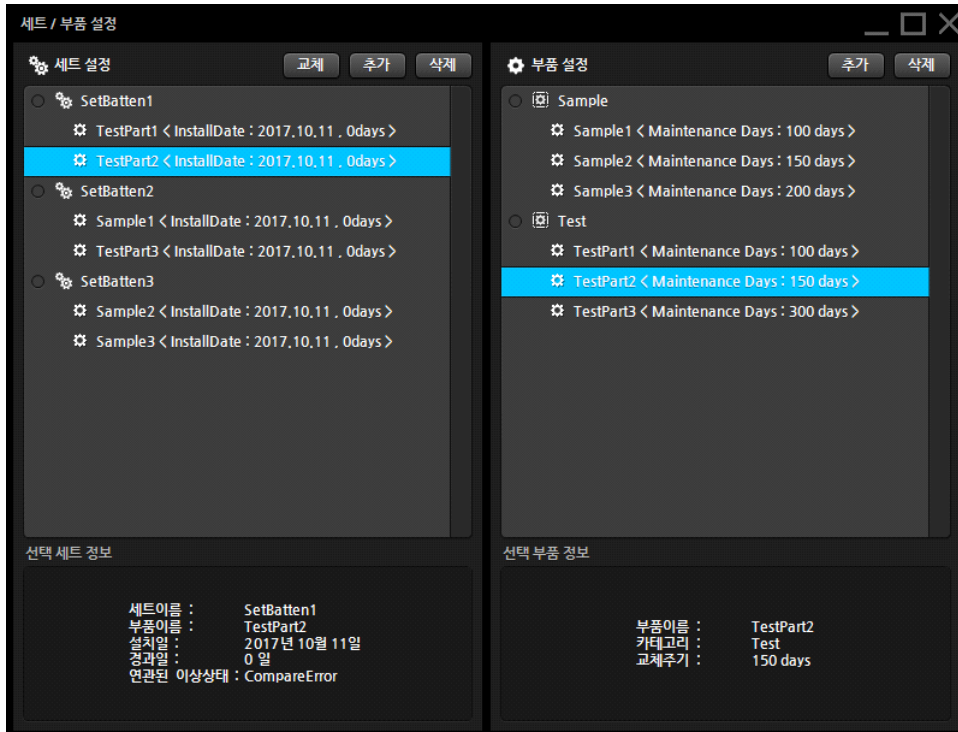 세트 / 부품 설정
세트 설정
교체
추가
삭제
SetBatten1
TestPart1 < InstallDate : 2017.10.11 . 0days >
TestPart2 < InstallDate : 2017.10.11 . 0days >
SetBatten2
Sample1 < InstallDate : 2017.10.11 . 0days >
TestPart3 < InstallDate : 2017.10.11 . 0days >
SetBatten3
Sample2 < InstallDate : 2017.10.11 . 0days >
Sample3 < InstallDate : 2017.10.11 . 0days >
선택 세트 정보
세트이름 : SetBatten1
부품이름 : TestPart2
설치일 : 2017년 10월 11일
경과일 : 0 일
연관된 이상상태 : CompareError
부품 설정
추가
삭제
Sample
Sample1 < Maintenance Days : 100 days >
Sample2 < Maintenance Days : 150 days >
Sample3 < Maintenance Days : 200 days >
Test
TestPart1 < Maintenance Days : 100 days >
TestPart2 < Maintenance Days : 150 days >
TestPart3 < Maintenance Days : 300 days >
선택 부품 정보
부품이름 : TestPart2
카테고리 : Test
교체주기 : 150 days